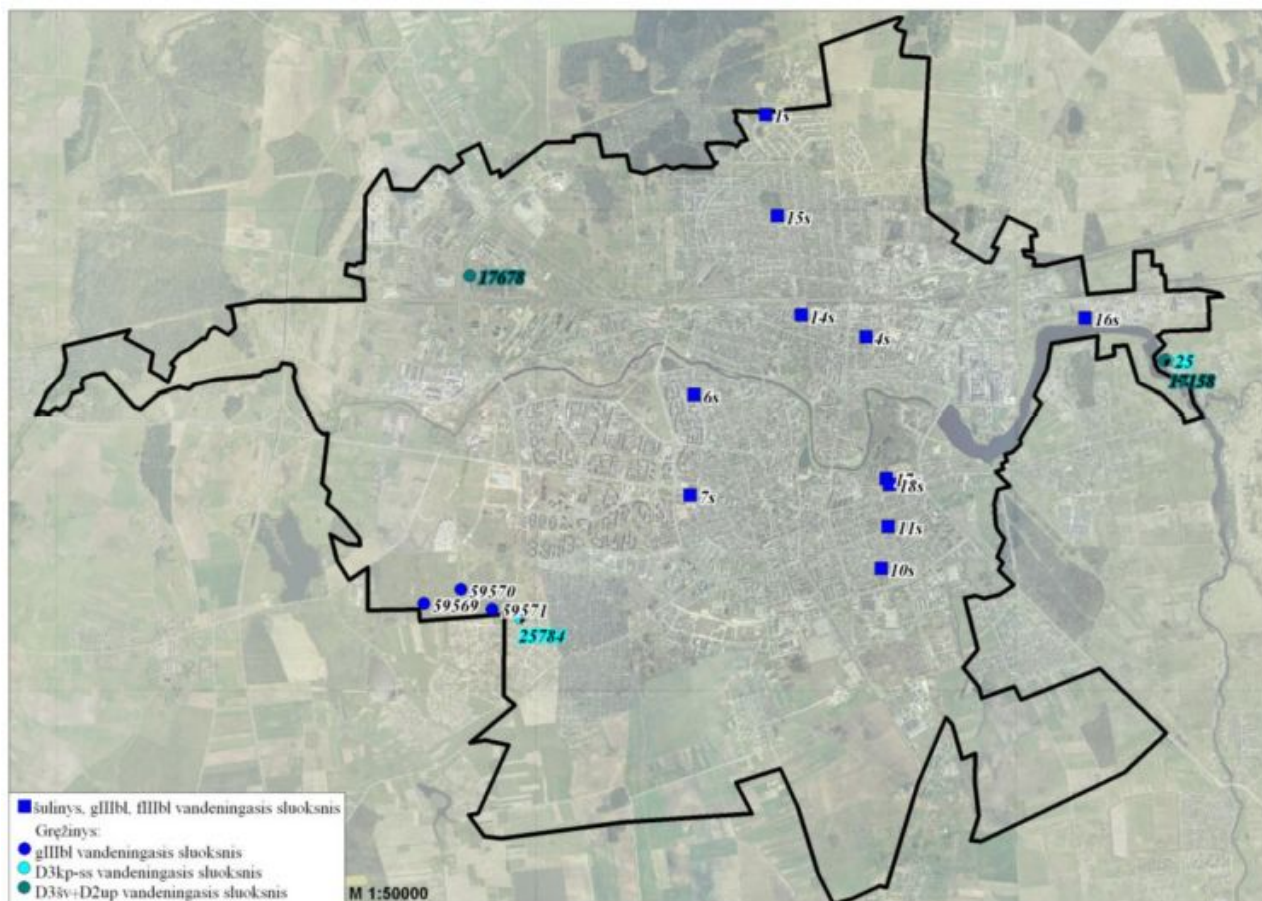 1s
15s
17678
14s
4s
16s
25
17158
6s
17
18s
7s
11s
10s
59570
59569
59571
25784
šulinys, gIIIbl, fIIIbl vandeningasis sluoksnis
Gręžinys:
gIIIbl vandeningasis sluoksnis
D3kp-ss vandeningasis sluoksnis
D3šv+D2up vandeningasis sluoksnis
M 1:50000